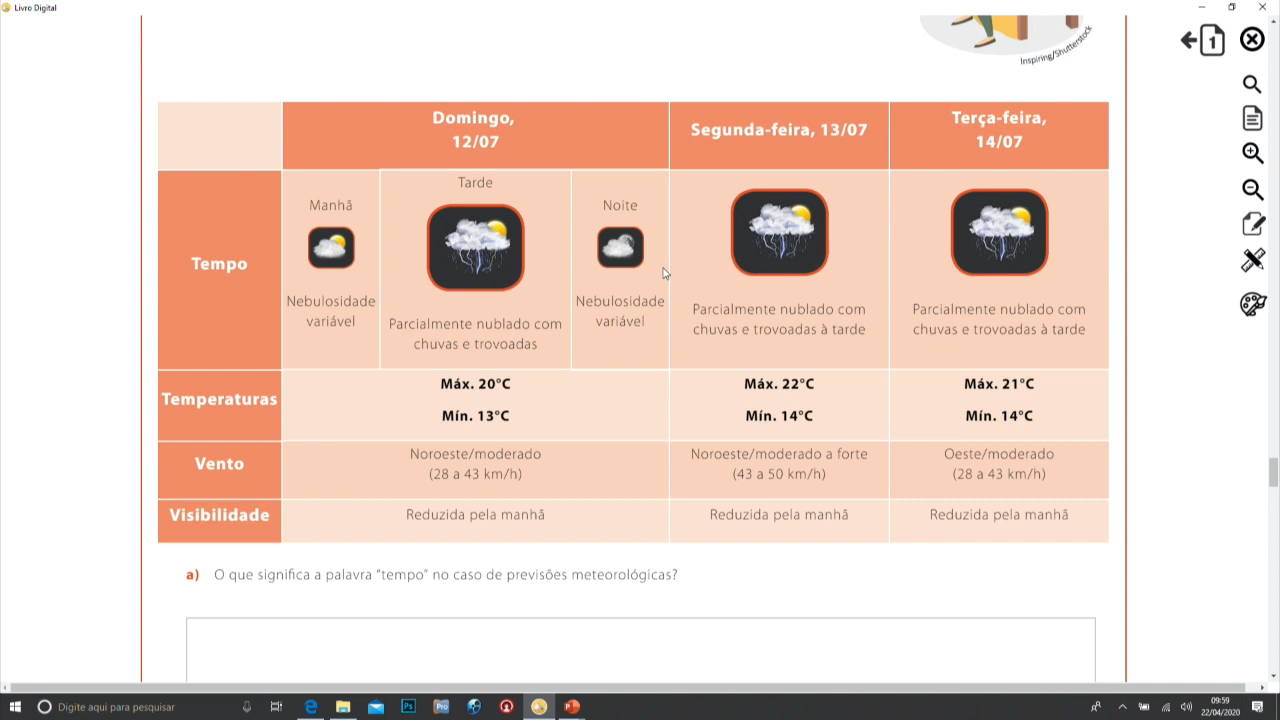 Livro Digital
Inspiring/Shutterstock
1
Domingo,
12/07
Segunda-feira, 13/07
Terça-feira,
14/07
Tempo
Manhã
Nebulosidade
variável
Tarde
Parcialmente nublado com
chuvas e trovoadas
Noite
Nebulosidade
variável
Parcialmente nublado com
chuvas e trovoadas à tarde
Parcialmente nublado com
chuvas e trovoadas à tarde
Temperaturas
Máx. 20°C
Mín. 13°C
Máx. 22°C
Mín. 14°C
Máx. 21°C
Mín. 14°C
Vento
Noroeste/moderado
(28 a 43 km/h)
Noroeste/moderado a forte
(43 a 50 km/h)
Oeste/moderado
(28 a 43 km/h)
Visibilidade
Reduzida pela manhã
Reduzida pela manhã
Reduzida pela manhã
a) O que significa a palavra "tempo" no caso de previsões meteorológicas?
Digite aqui para pesquisar
Ps
Pro
09:59
22/04/2020